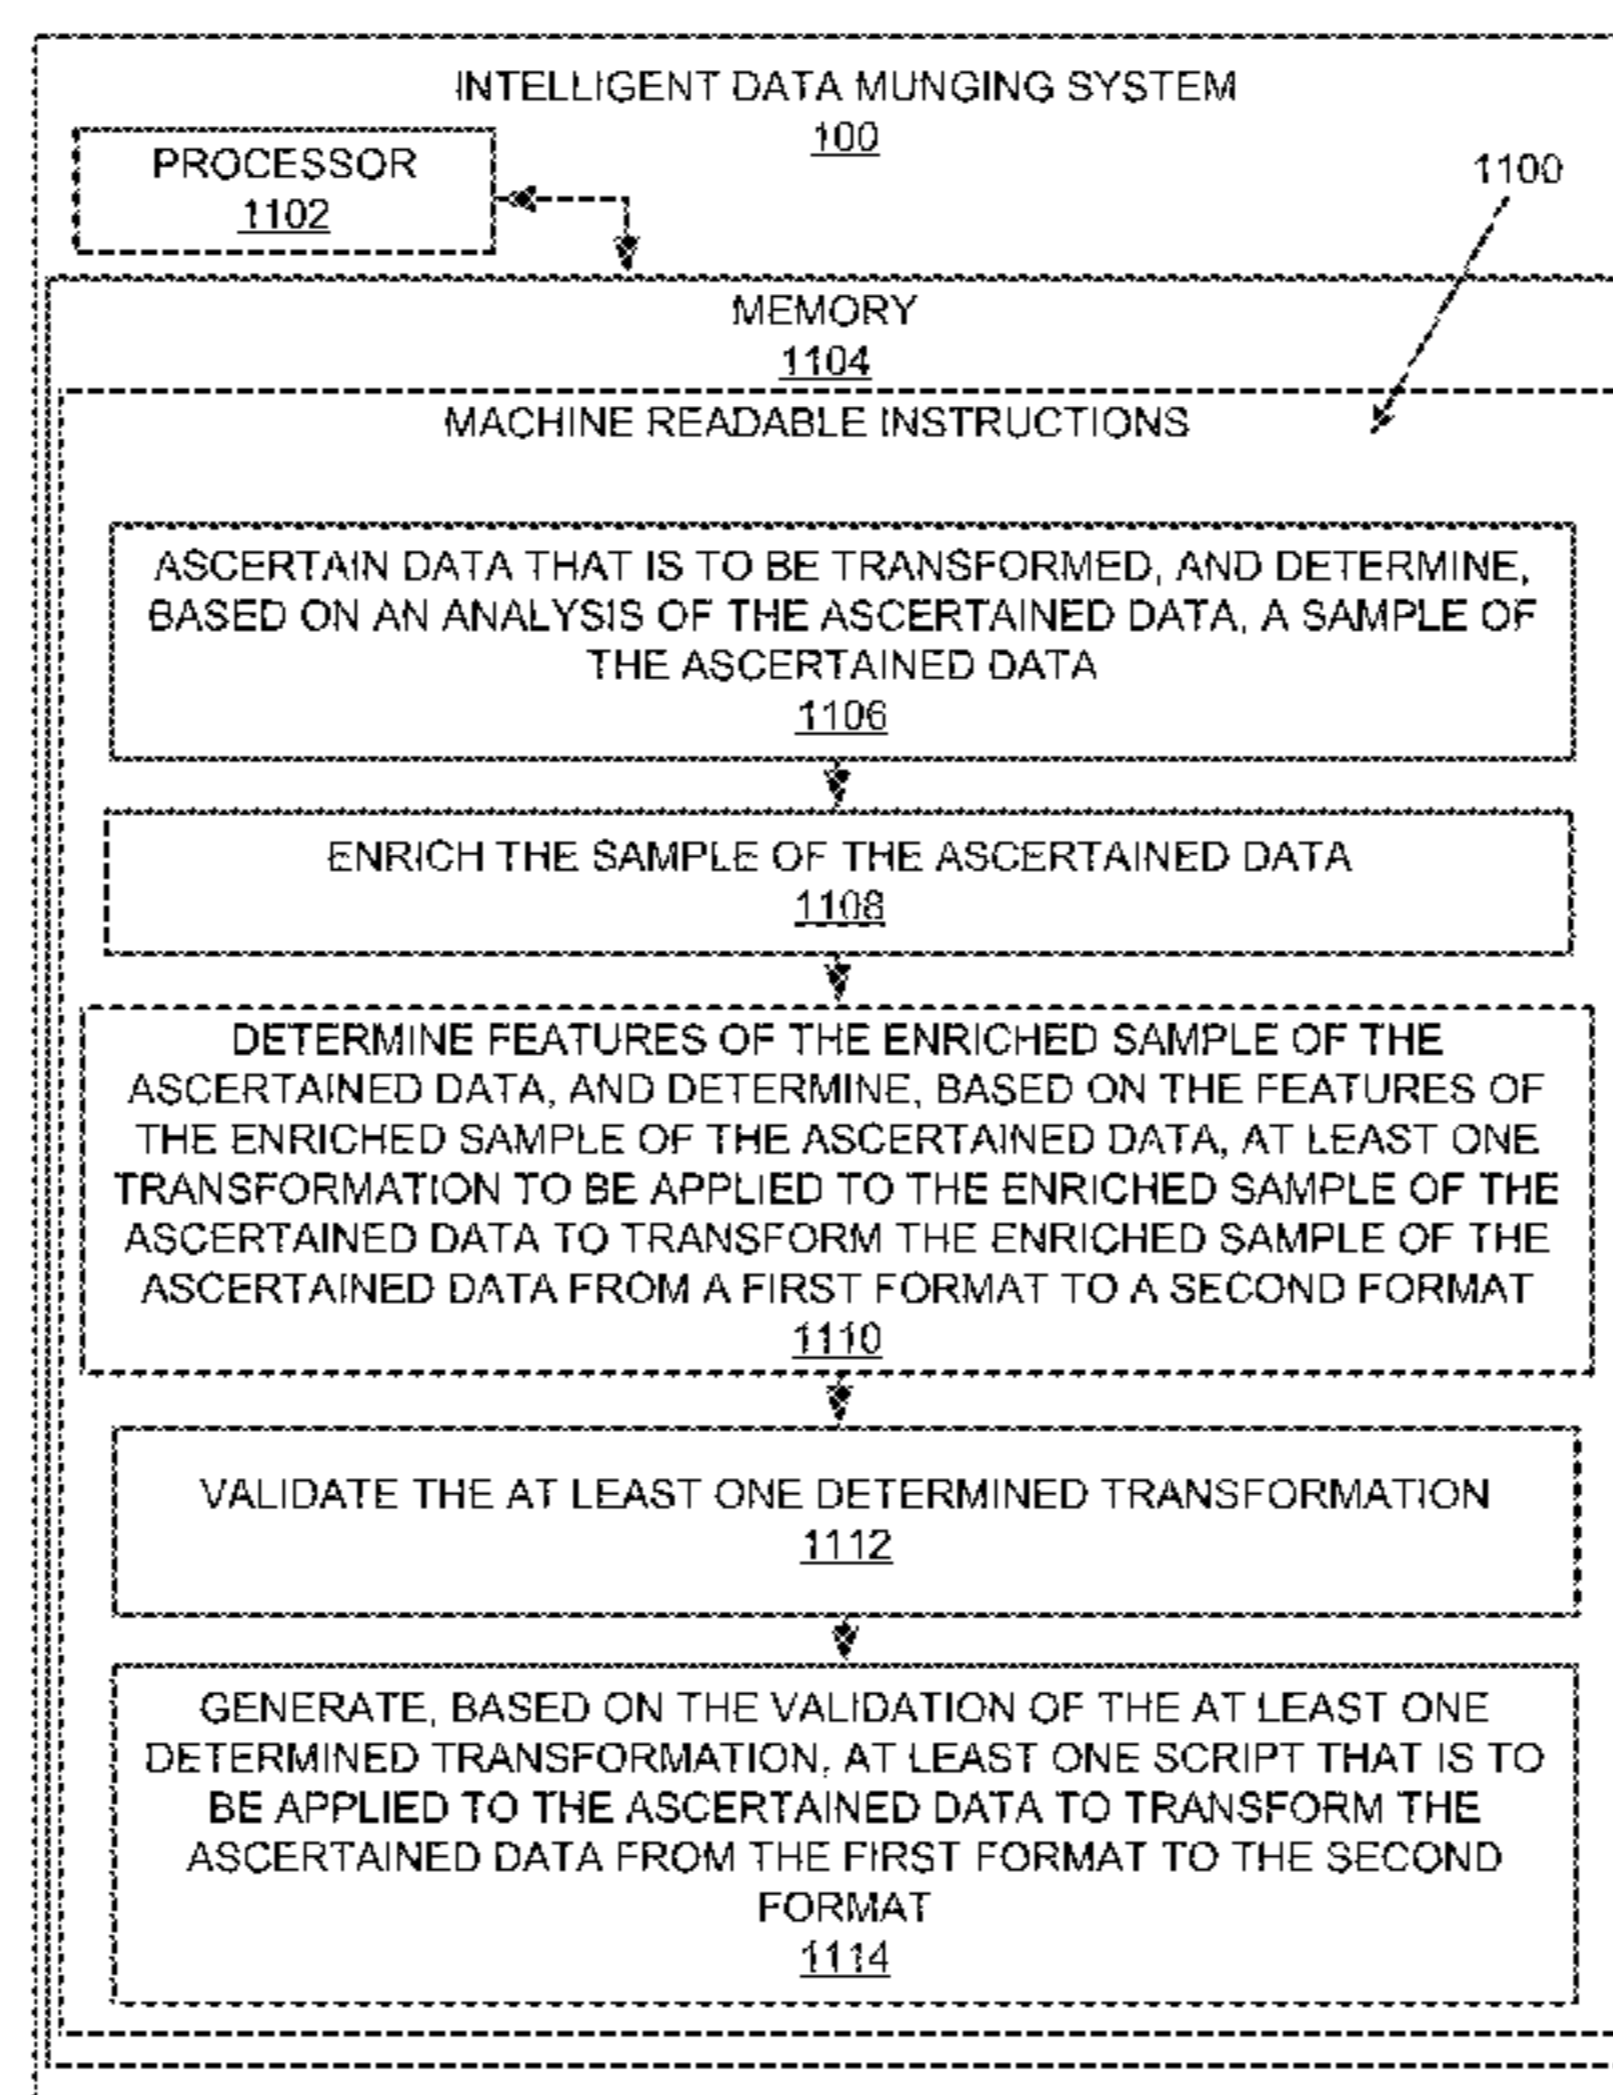 INTELLIGENT DATA MUNGING SYSTEM
100
PROCESSOR
1102
1100
MEMORY
1104
MACHINE READABLE INSTRUCTIONS
ASCERTAIN DATA THAT IS TO BE TRANSFORMED, AND DETERMINE,
BASED ON AN ANALYSIS OF THE ASCERTAINED DATA, A SAMPLE OF
THE ASCERTAINED DATA
1106
ENRICH THE SAMPLE OF THE ASCERTAINED DATA
1108
DETERMINE FEATURES OF THE ENRICHED SAMPLE OF THE
ASCERTAINED DATA, AND DETERMINE, BASED ON THE FEATURES OF
THE ENRICHED SAMPLE OF THE ASCERTAINED DATA, AT LEAST ONE
TRANSFORMATION TO BE APPLIED TO THE ENRICHED SAMPLE OF THE
ASCERTAINED DATA TO TRANSFORM THE ENRICHED SAMPLE OF THE
ASCERTAINED DATA FROM A FIRST FORMAT TO A SECOND FORMAT
1110
VALIDATE THE AT LEAST ONE DETERMINED TRANSFORMATION
1112
GENERATE, BASED ON THE VALIDATION OF THE AT LEAST ONE
DETERMINED TRANSFORMATION, AT LEAST ONE SCRIPT THAT IS TO
BE APPLIED TO THE ASCERTAINED DATA TO TRANSFORM THE
ASCERTAINED DATA FROM THE FIRST FORMAT TO THE SECOND
FORMAT
1114